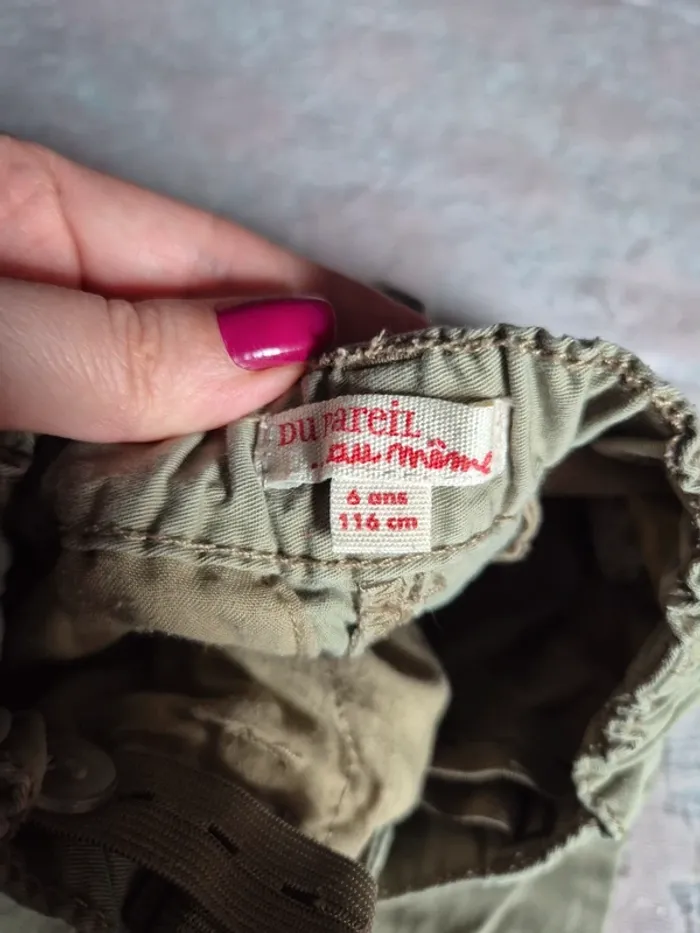 DU PAREIL
..au même
6 ans
116 cm